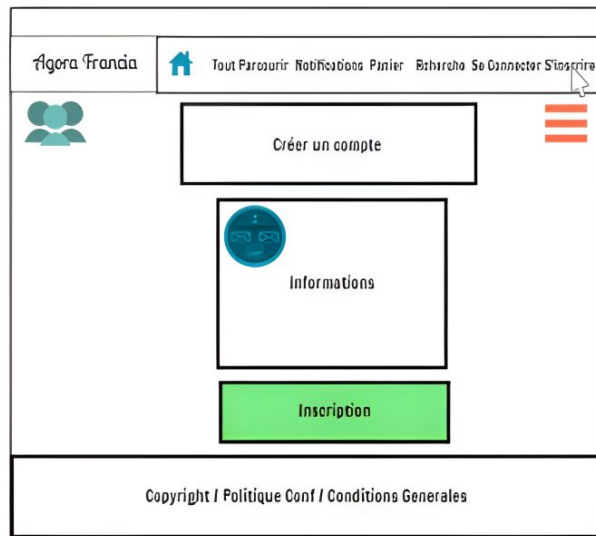 Agora Francia
Tout Parcourir Notifications Panier Se Connecter S'inscrire
Créer un compte
Informations
Inscription
Copyright / Politique Conf / Conditions Generales